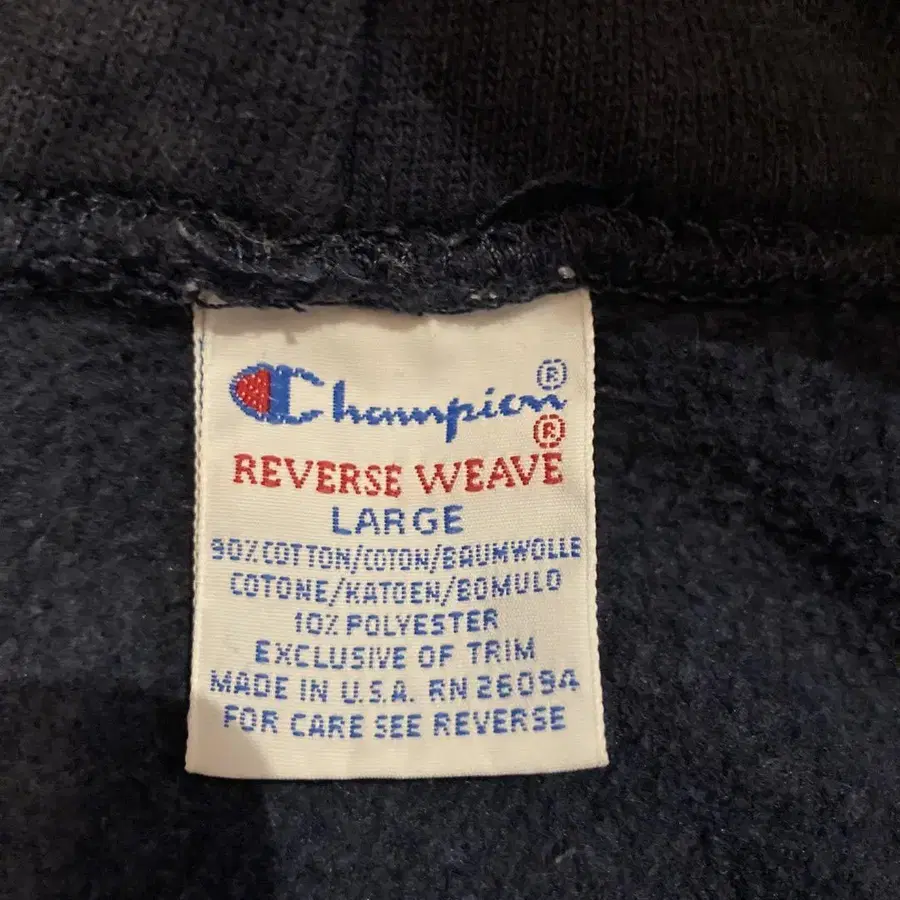 Champion®
®
REVERSE WEAVE
LARGE
90% COTTON/COTON/BAUMWOLLE
COTONE/KATOEN/BOMULD
10% POLYESTER
EXCLUSIVE OF TRIM
MADE IN U.S.A. RN 26094
FOR CARE SEE REVERSE